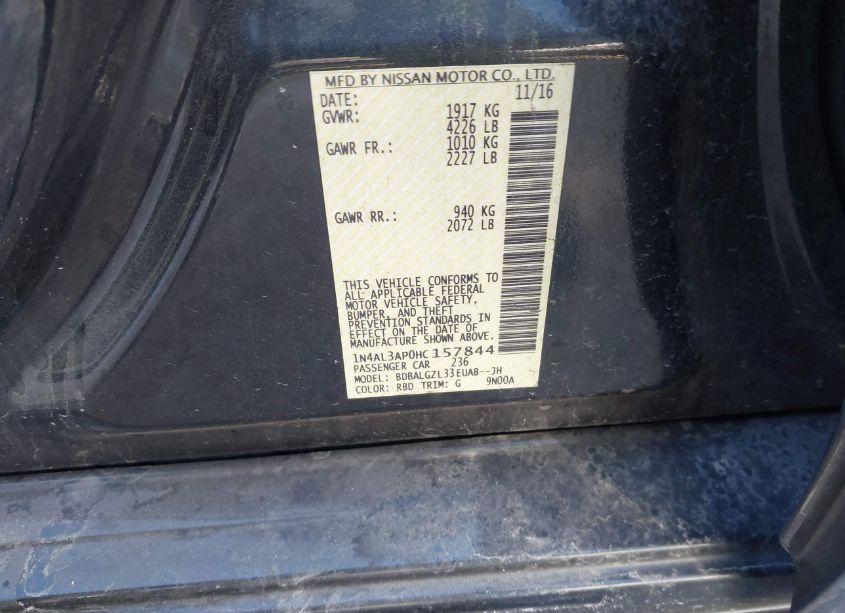 MFD BY NISSAN MOTOR CO., LTD.
DATE: 11/16
GVWR: 1917 KG
4226 LB
GAWR FR.: 1010 KG
2227 LB
GAWR RR.: 940 KG
2072 LB
THIS VEHICLE CONFORMS TO
ALL APPLICABLE FEDERAL
MOTOR VEHICLE SAFETY,
BUMPER, AND THEFT
PREVENTION STANDARDS IN
EFFECT ON THE DATE OF
MANUFACTURE SHOWN ABOVE.
1N4AL3AP0HC157844
PASSENGER CAR 236
MODEL: BDBALGZL33EUAB--JH
COLOR: RBD TRIM: G 9N00A